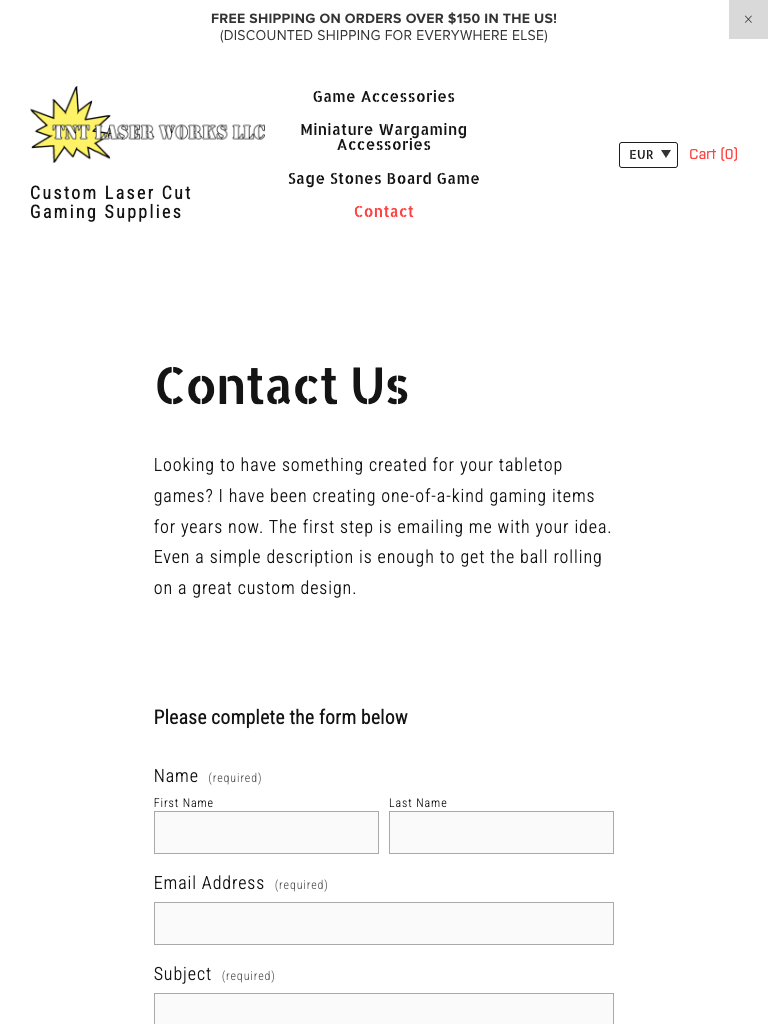 FREE SHIPPING ON ORDERS OVER $150 IN THE US!
(DISCOUNTED SHIPPING FOR EVERYWHERE ELSE)
x
TNT LASER WORKS LLC
Custom Laser Cut
Gaming Supplies
Game Accessories
Miniature Wargaming
Accessories
Sage Stones Board Game
Contact
EUR
Cart (0)
Contact Us
Looking to have something created for your tabletop
games? I have been creating one-of-a-kind gaming items
for years now. The first step is emailing me with your idea.
Even a simple description is enough to get the ball rolling
on a great custom design.
Please complete the form below
Name (required)
First Name
Last Name
Email Address (required)
Subject (required)